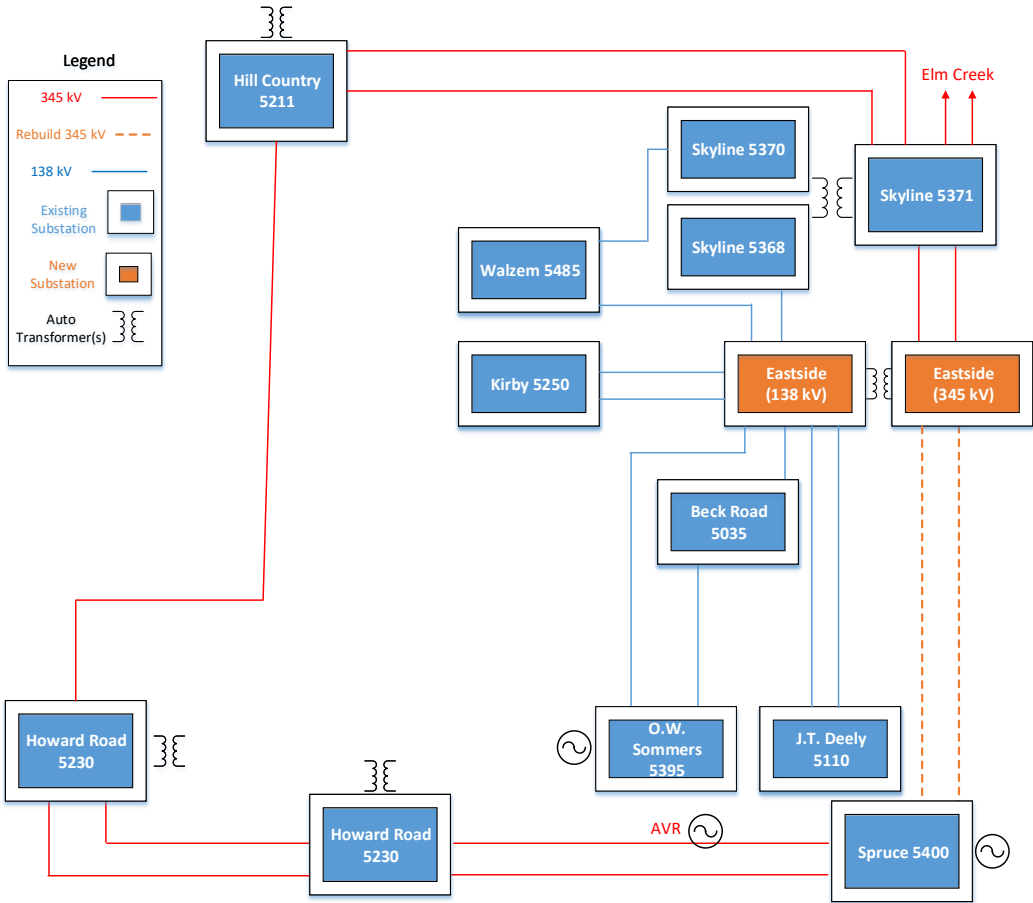 Legend
345 kV
Rebuild 345 kV
138 kV
Existing
Substation
New
Substation
Auto
Transformer(s)
Hill Country
5211
Elm Creek
Skyline 5370
Skyline 5371
Skyline 5368
Walzem 5485
Kirby 5250
Eastside
(138 kV)
Eastside
(345 kV)
Beck Road
5035
Howard Road
5230
O.W.
Sommers
5395
J.T. Deely
5110
Howard Road
5230
AVR
Spruce 5400